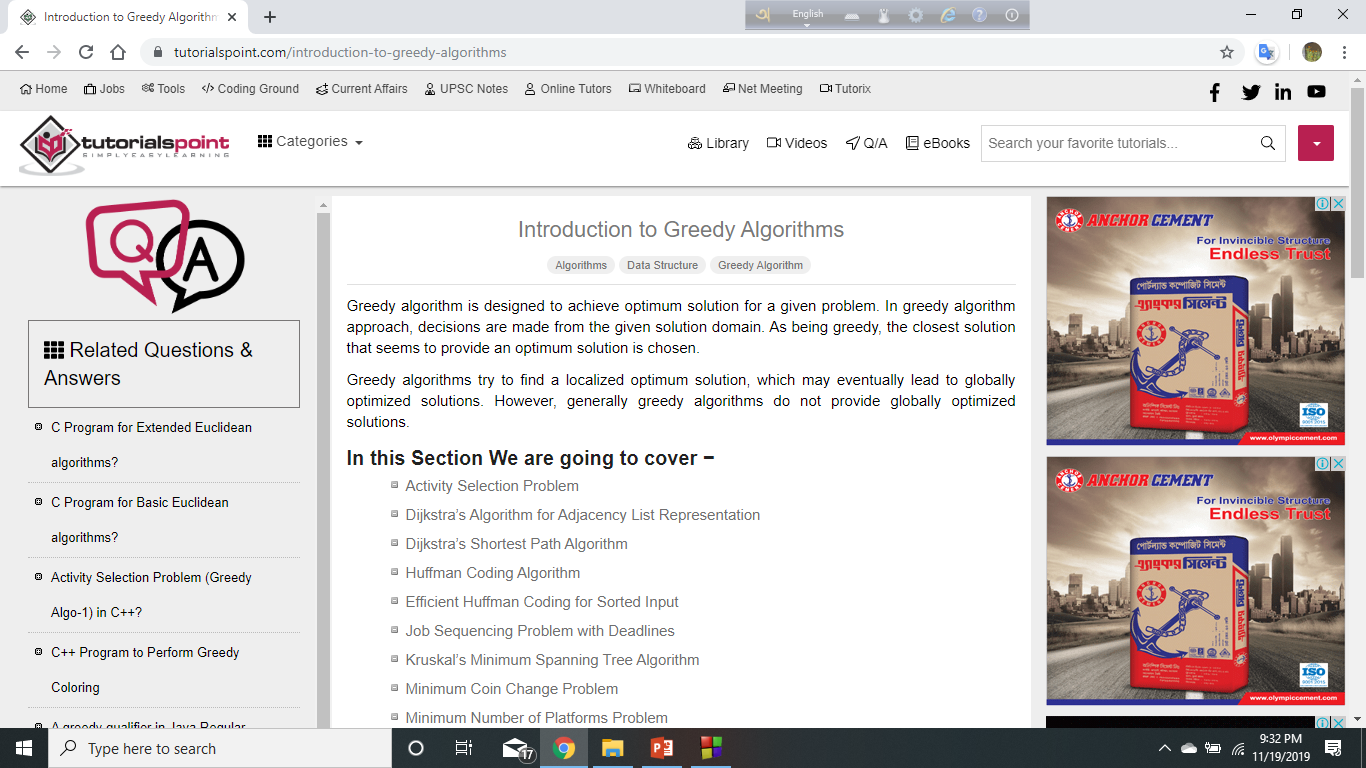 Introduction to Greedy Algorithm
English
tutorialspoint.com/introduction-to-greedy-algorithms
Home Jobs Tools Coding Ground Current Affairs UPSC Notes Online Tutors Whiteboard Net Meeting Tutorix
tutorialspoint
SIMPLYEASYLEARNING
Categories
Library Videos Q/A eBooks
Search your favorite tutorials...
Q A
Related Questions &
Answers
C Program for Extended Euclidean
algorithms?
C Program for Basic Euclidean
algorithms?
Activity Selection Problem (Greedy
Algo-1) in C++?
C++ Program to Perform Greedy
Coloring
A greedy qualifier in Java Regular
Introduction to Greedy Algorithms
Algorithms Data Structure Greedy Algorithm
Greedy algorithm is designed to achieve optimum solution for a given problem. In greedy algorithm
approach, decisions are made from the given solution domain. As being greedy, the closest solution
that seems to provide an optimum solution is chosen.
Greedy algorithms try to find a localized optimum solution, which may eventually lead to globally
optimized solutions. However, generally greedy algorithms do not provide globally optimized
solutions.
In this Section We are going to cover −
Activity Selection Problem
Dijkstra’s Algorithm for Adjacency List Representation
Dijkstra’s Shortest Path Algorithm
Huffman Coding Algorithm
Efficient Huffman Coding for Sorted Input
Job Sequencing Problem with Deadlines
Kruskal’s Minimum Spanning Tree Algorithm
Minimum Coin Change Problem
Minimum Number of Platforms Problem
ANCHOR CEMENT
For Invincible Structure
Endless Trust
পোর্টল্যান্ড কম্পোজিট সিমেন্ট
এ্যাংকর সিমেন্ট
ISO
9001:2015
www.olympiccement.com
ANCHOR CEMENT
For Invincible Structure
Endless Trust
পোর্টল্যান্ড কম্পোজিট সিমেন্ট
এ্যাংকর সিমেন্ট
ISO
9001:2015
www.olympiccement.com
Type here to search
17
9:32 PM
11/19/2019